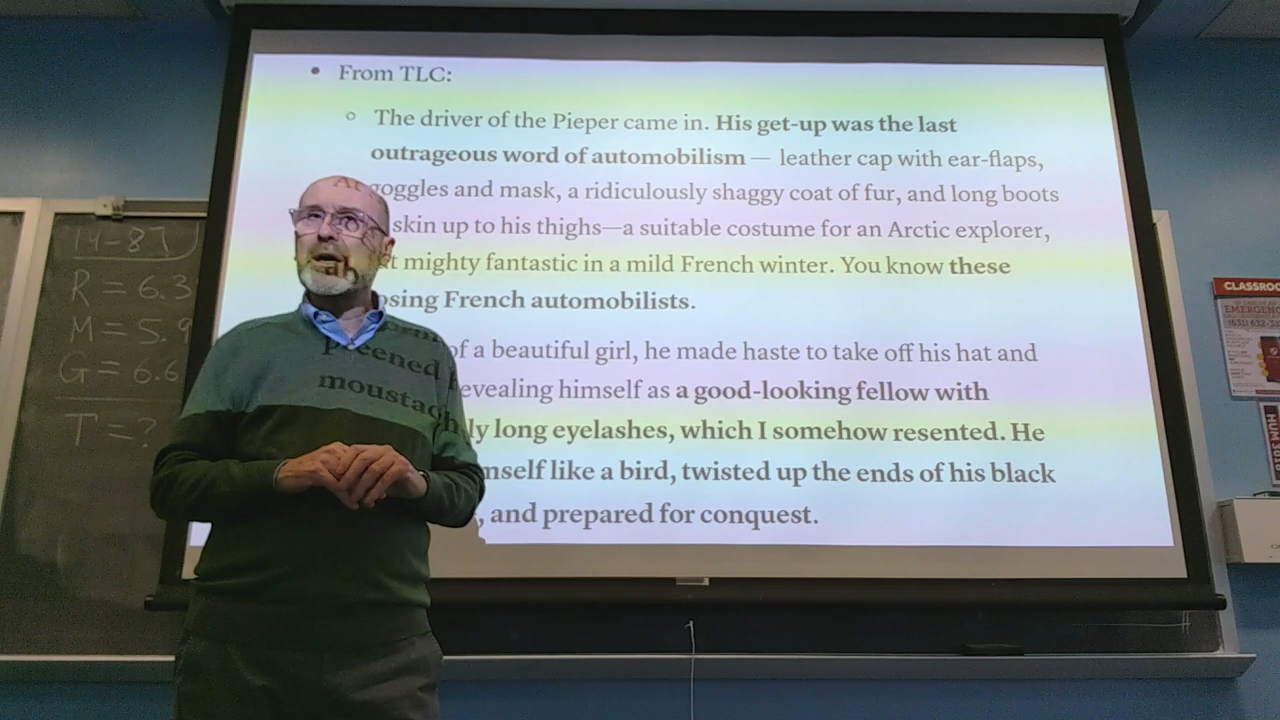 From TLC:
The driver of the Pieper came in. His get-up was the last
outrageous word of automobilism — leather cap with ear-flaps,
goggles and mask, a ridiculously shaggy coat of fur, and long boots
skin up to his thighs—a suitable costume for an Arctic explorer,
mighty fantastic in a mild French winter. You know these
French automobilists.
At
of a beautiful girl, he made haste to take off his hat and
revealing himself as a good-looking fellow with
long eyelashes, which I somehow resented. He
preened himself like a bird, twisted up the ends of his black
, and prepared for conquest.
14-87
R = 6.3
M = 5.9
G = 6.6
T = ?
CLASSROO
EMERGENC
(631) 632-